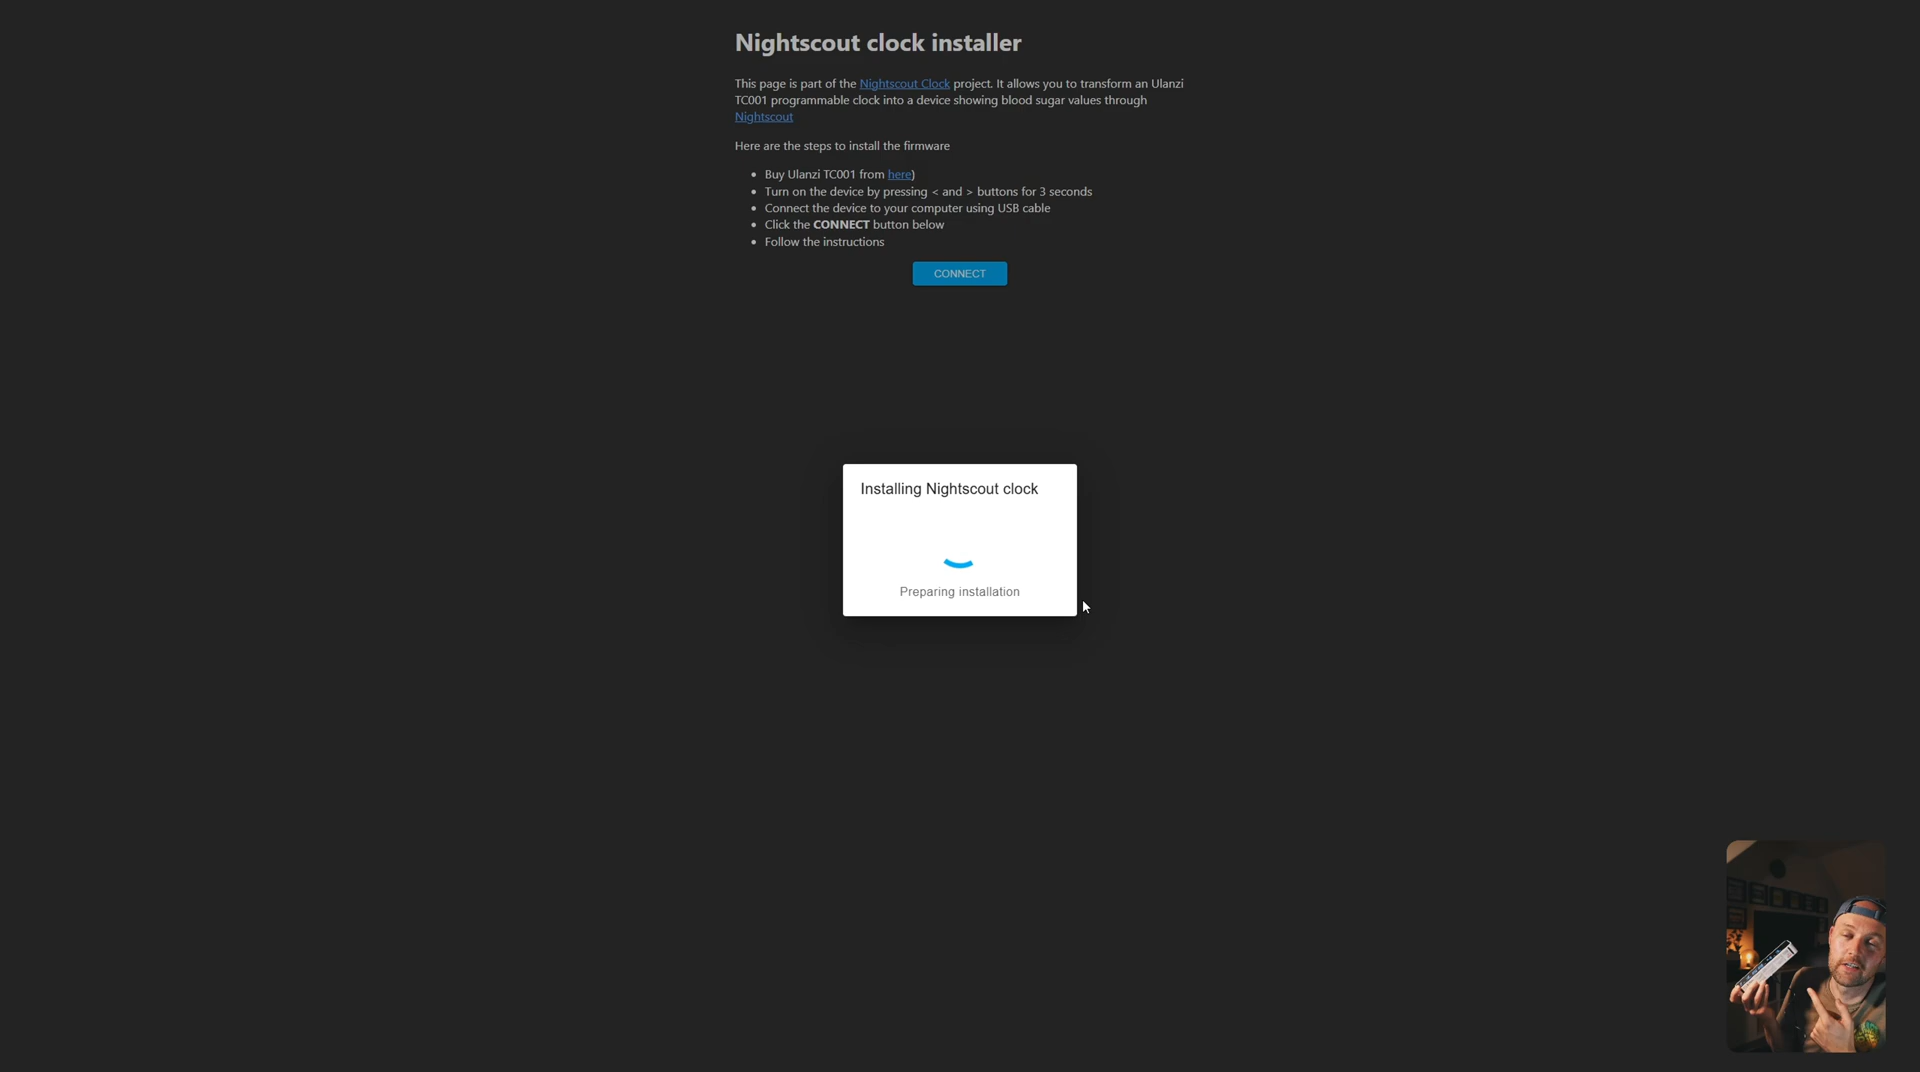 Nightscout clock installer
This page is part of the Nightscout Clock project. It allows you to transform an Ulanzi
TC001 programmable clock into a device showing blood sugar values through
Nightscout
Here are the steps to install the firmware
Buy Ulanzi TC001 from here)
Turn on the device by pressing < and > buttons for 3 seconds
Connect the device to your computer using USB cable
Click the CONNECT button below
Follow the instructions
CONNECT
Installing Nightscout clock
Preparing installation